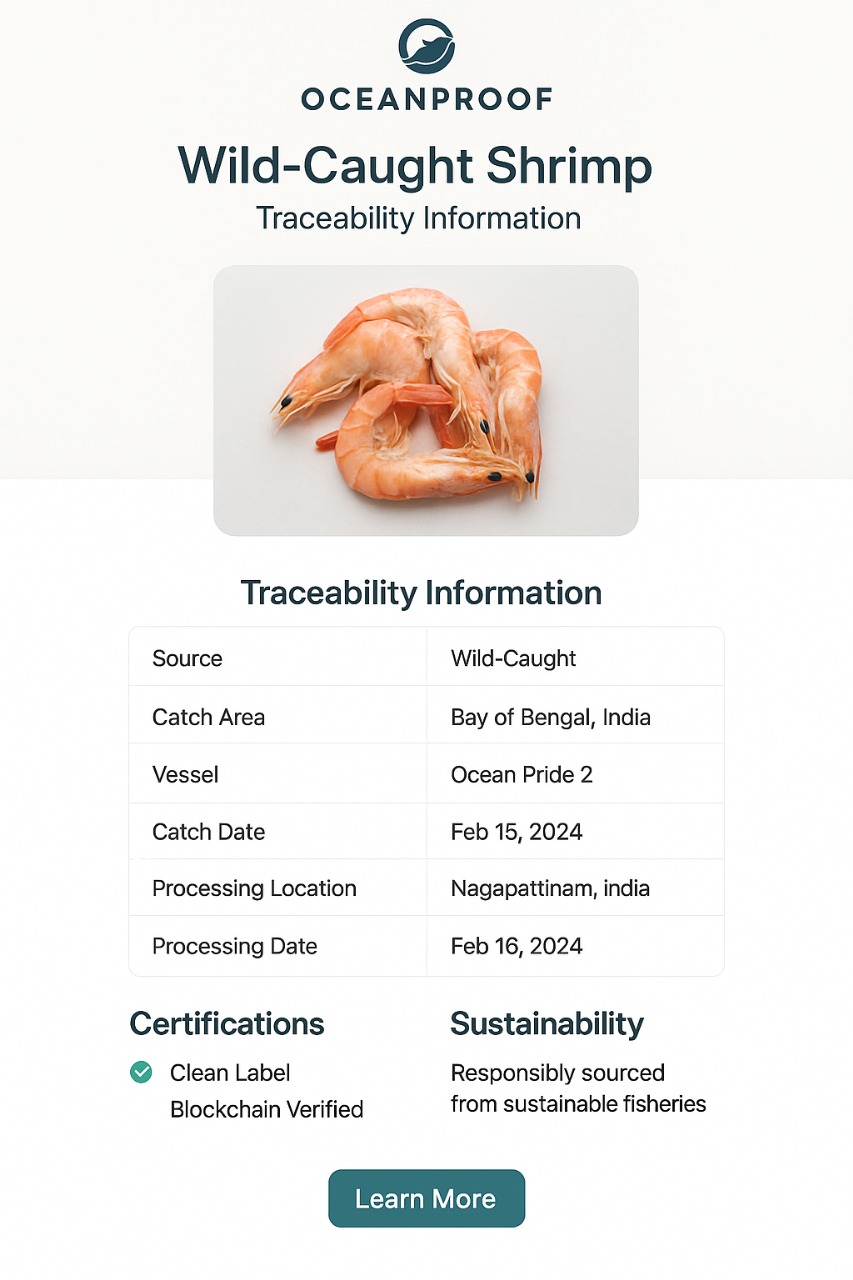 OCEANPROOF
Wild-Caught Shrimp
Traceability Information
Traceability Information
Source Wild-Caught
Catch Area Bay of Bengal, India
Vessel Ocean Pride 2
Catch Date Feb 15, 2024
Processing Location Nagapattinam, india
Processing Date Feb 16, 2024
Certifications
Clean Label
Blockchain Verified
Sustainability
Responsibly sourced
from sustainable fisheries
Learn More